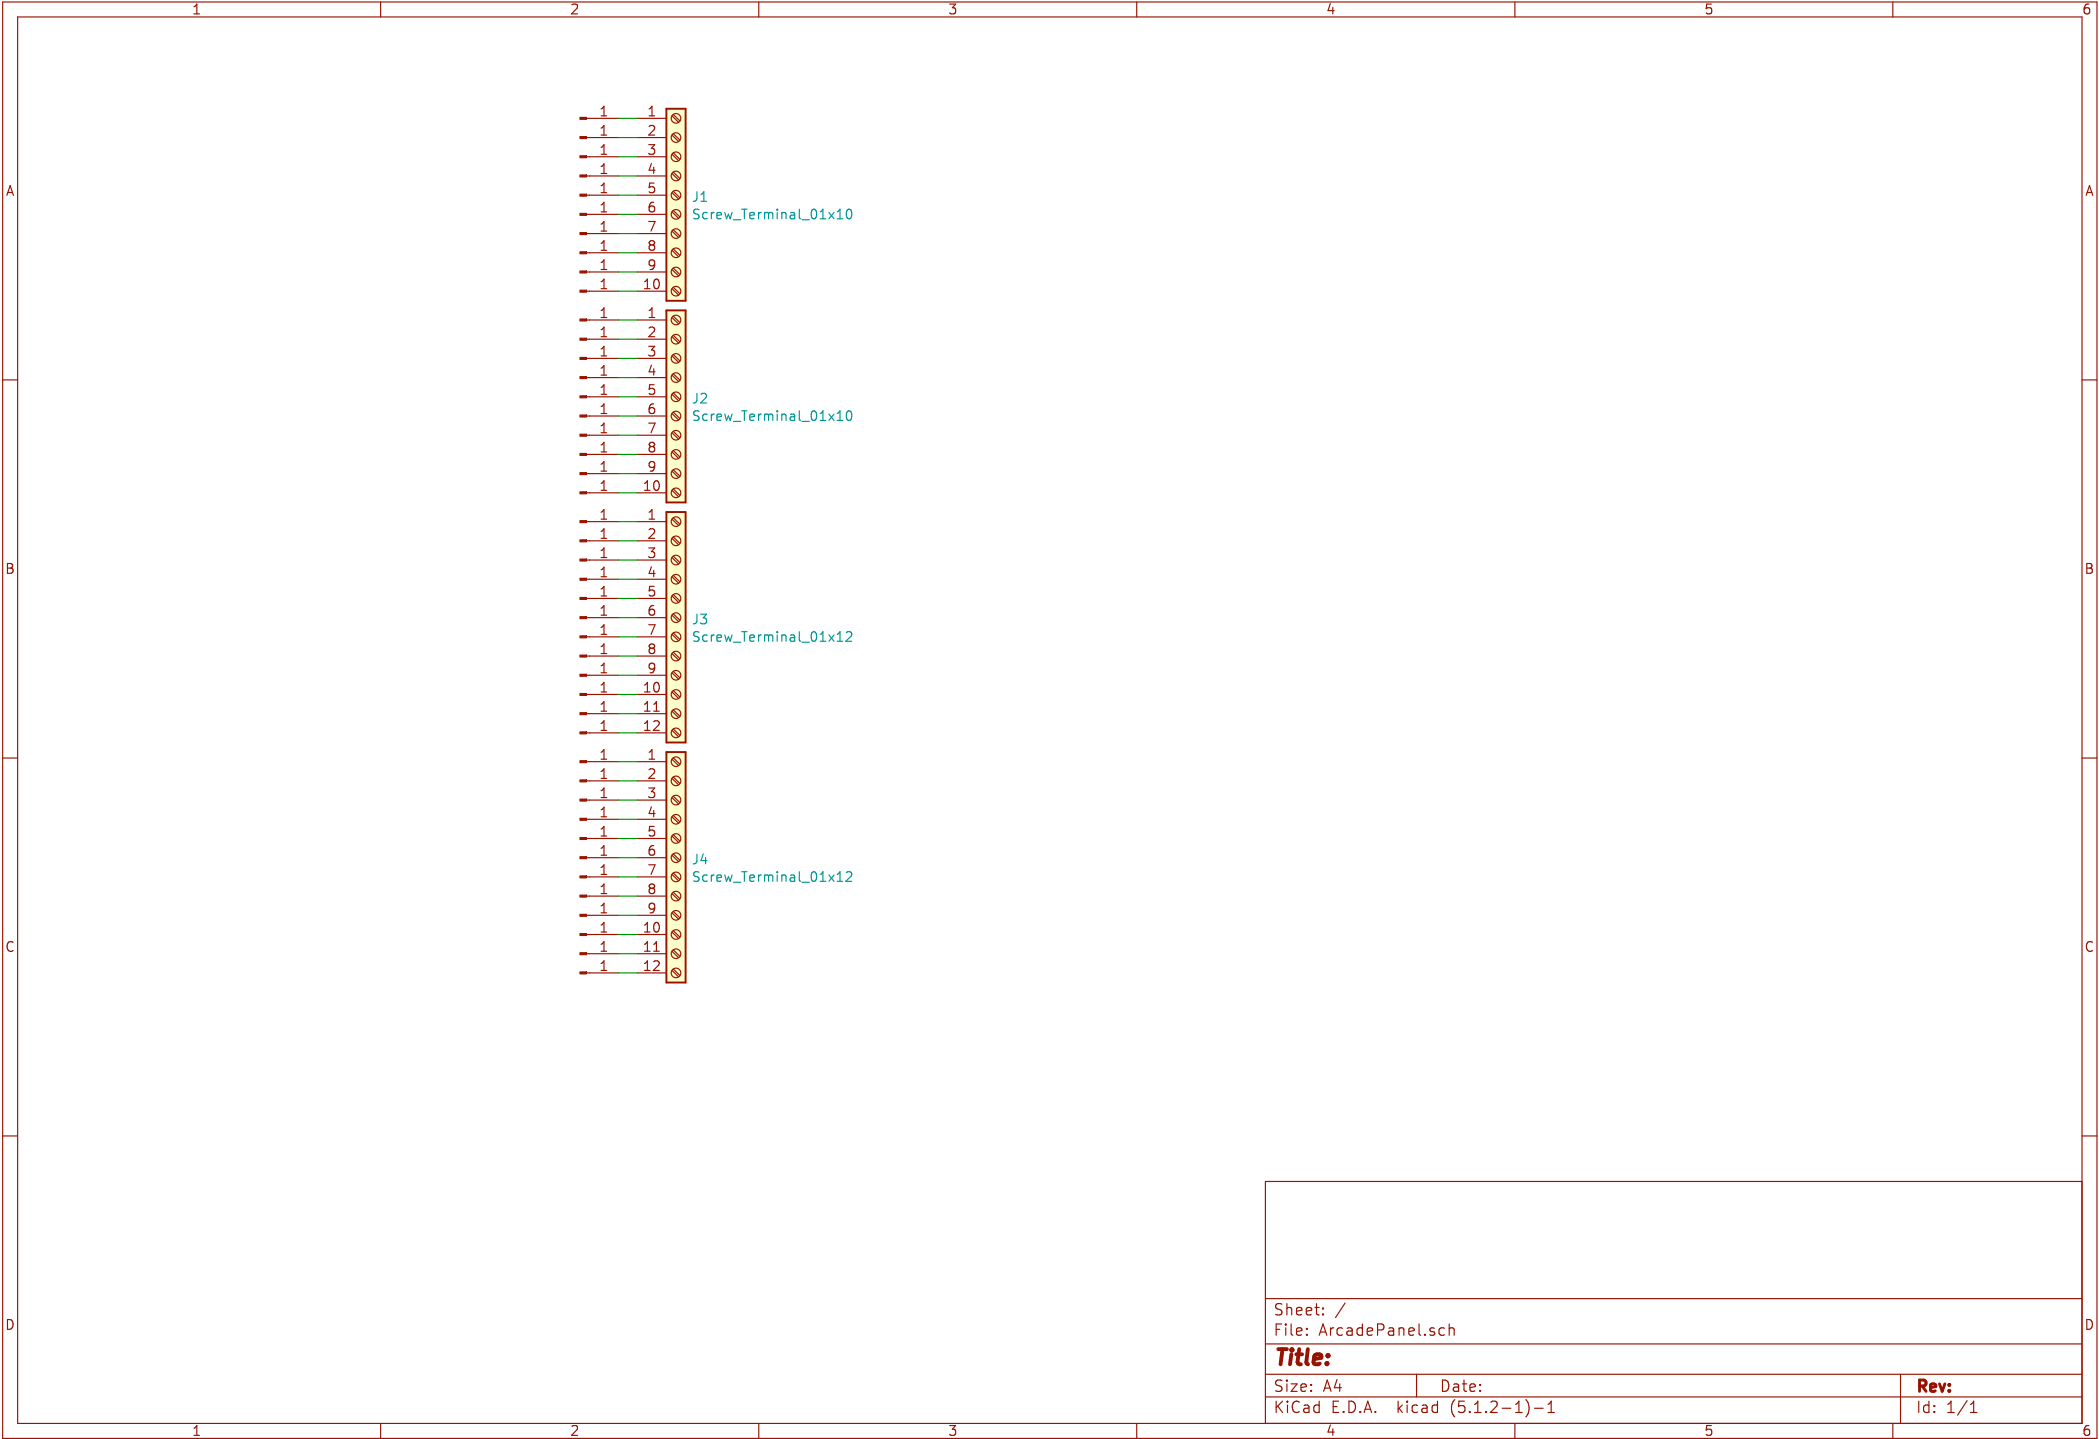 1 2 3 4 5 6
1 1
1 2
1 3
1 4
A A
1 5
J1
1 6
Screw_Terminal_01x10
1 7
1 8
1 9
1 10
1 1
1 2
1 3
1 4
1 5
J2
1 6
Screw_Terminal_01x10
1 7
1 8
1 9
1 10
1 1
1 2
1 3
B B
1 4
1 5
1 6
J3
1 7
Screw_Terminal_01x12
1 8
1 9
1 10
1 11
1 12
1 1
1 2
1 3
1 4
1 5
1 6
J4
1 7
Screw_Terminal_01x12
1 8
1 9
1 10
C C
1 11
1 12
Sheet: /
File: ArcadePanel.sch
D D
Title:
Size: A4 Date: Rev:
KiCad E.D.A. kicad (5.1.2-1)-1 Id: 1/1
1 2 3 4 5 6